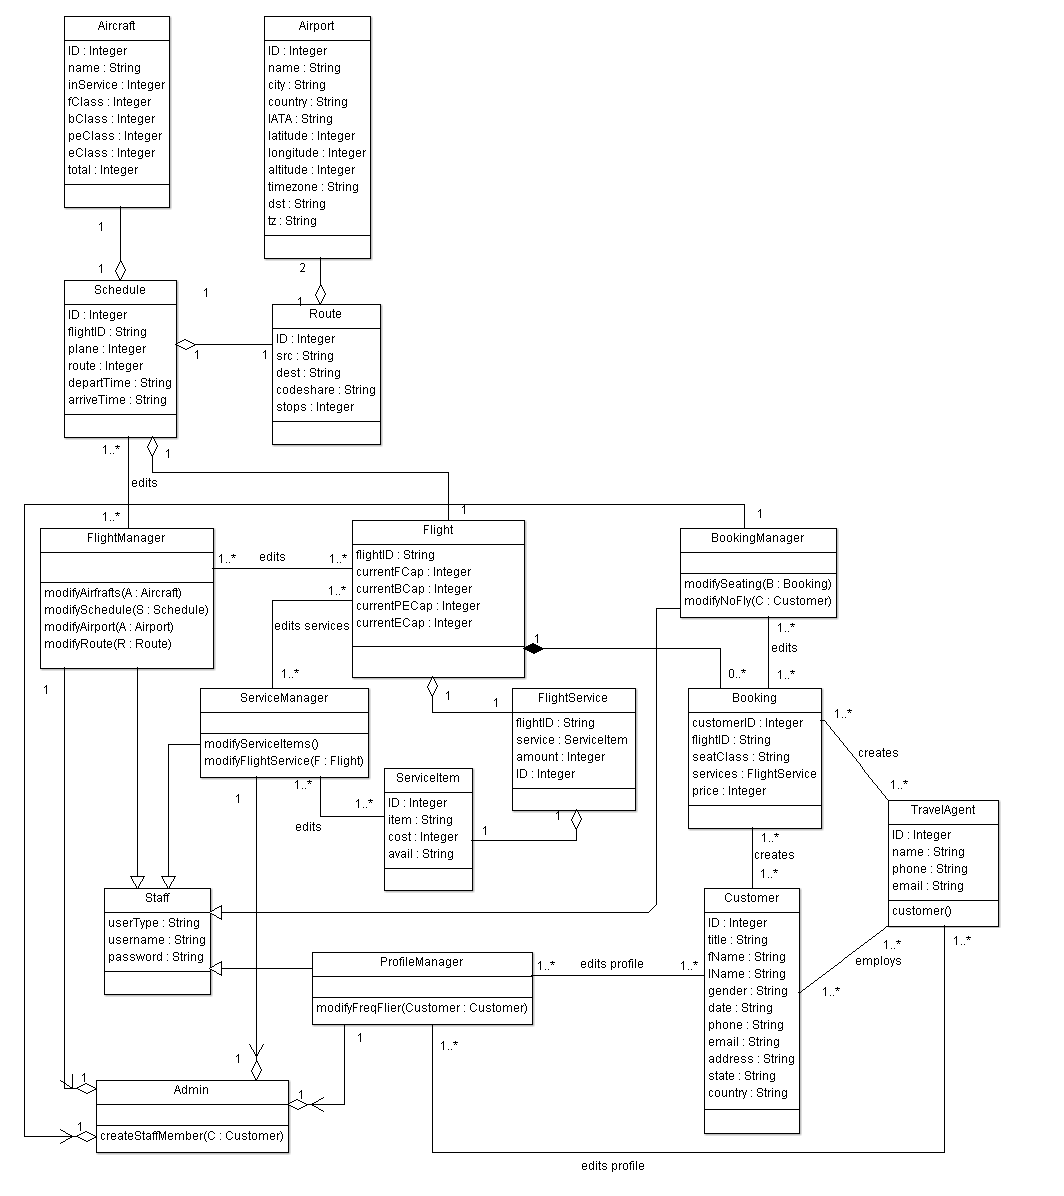 Aircraft
ID : Integer
name : String
inService : Integer
fClass : Integer
bClass : Integer
peClass : Integer
eClass : Integer
total : Integer
Airport
ID : Integer
name : String
city : String
country : String
IATA : String
latitude : Integer
longitude : Integer
altitude : Integer
timezone : String
dst : String
tz : String
1
1
2
1
Schedule
ID : Integer
flightID : String
plane : Integer
route : Integer
departTime : String
arriveTime : String
1
1
1
Route
ID : Integer
src : String
dest : String
codeshare : String
stops : Integer
1..*
1
edits
1..*
1
1
FlightManager
modifyAirfrafts(A : Aircraft)
modifySchedule(S : Schedule)
modifyAirport(A : Airport)
modifyRoute(R : Route)
1..*
edits
1..*
Flight
flightID : String
currentFCap : Integer
currentBCap : Integer
currentPECap : Integer
currentECap : Integer
BookingManager
modifySeating(B : Booking)
modifyNoFly(C : Customer)
1..*
edits services
1..*
1
0..*
1..*
edits
1..*
1
ServiceManager
modifyServiceItems()
modifyFlightService(F : Flight)
1
1
FlightService
flightID : String
service : ServiceItem
amount : Integer
ID : Integer
Booking
customerID : Integer
flightID : String
seatClass : String
services : FlightService
price : Integer
1..*
creates
1..*
1
1..*
edits
1..*
ServiceItem
ID : Integer
item : String
cost : Integer
avail : String
1
1
TravelAgent
ID : Integer
name : String
phone : String
email : String
customer()
1..*
creates
1..*
Staff
userType : String
username : String
password : String
Customer
ID : Integer
title : String
fName : String
lName : String
gender : String
date : String
phone : String
email : String
address : String
state : String
country : String
1..*
employs
1..*
1..*
ProfileManager
modifyFreqFlier(Customer : Customer)
1..*
edits profile
1..*
1
1..*
1
1
1
1
Admin
createStaffMember(C : Customer)
edits profile